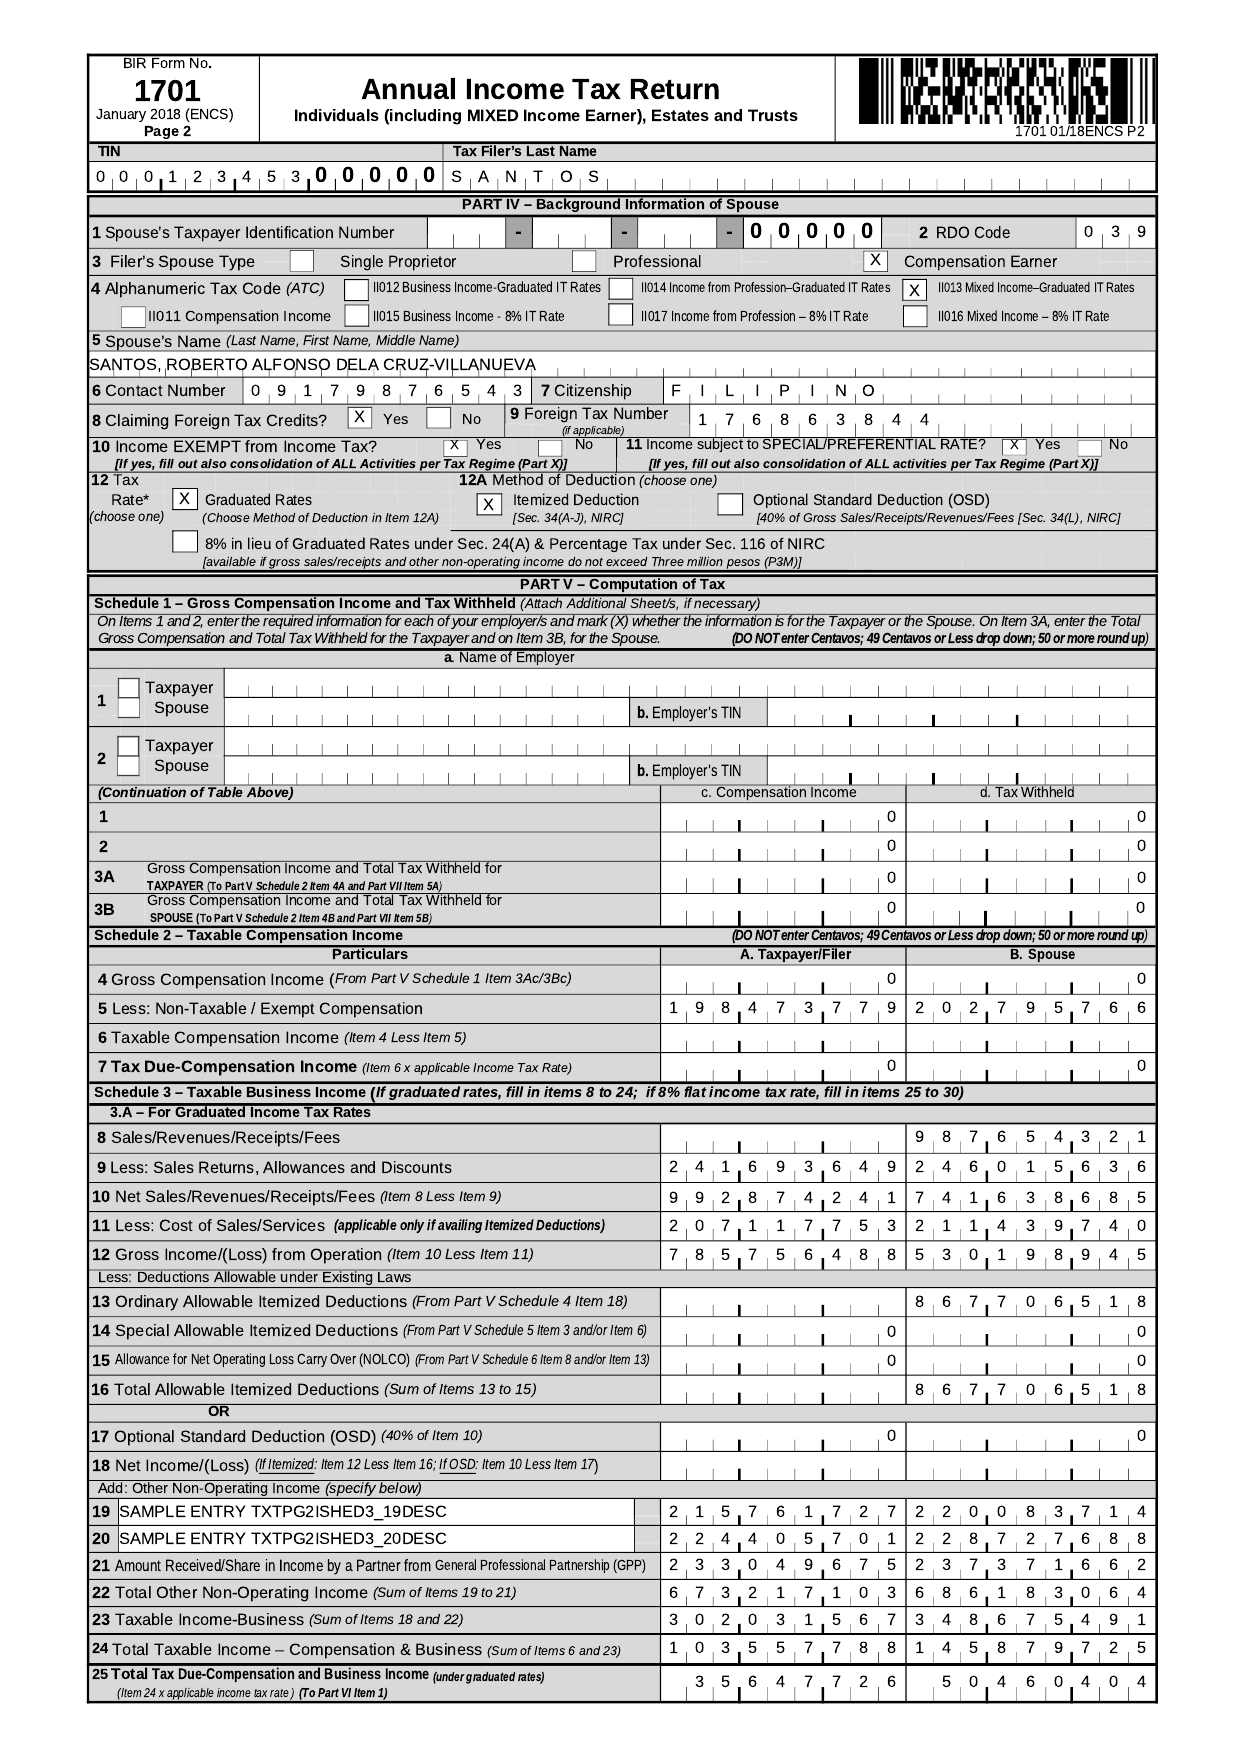 BIR Form No.
1701
January 2018 (ENCS)
Page 2
Annual Income Tax Return
Individuals (including MIXED Income Earner), Estates and Trusts
1701 01/18ENCS P2
TIN Tax Filer's Last Name
0 0 0 1 2 3 4 5 3 0 0 0 0 0 S A N T O S
PART IV – Background Information of Spouse
1 Spouse's Taxpayer Identification Number - - - 0 0 0 0 0 2 RDO Code 0 3 9
3 Filer's Spouse Type Single Proprietor Professional X Compensation Earner
4 Alphanumeric Tax Code (ATC) II012 Business Income-Graduated IT Rates II014 Income from Profession–Graduated IT Rates X II013 Mixed Income–Graduated IT Rates
II011 Compensation Income II015 Business Income - 8% IT Rate II017 Income from Profession – 8% IT Rate II016 Mixed Income – 8% IT Rate
5 Spouse's Name (Last Name, First Name, Middle Name)
SANTOS, ROBERTO ALFONSO DELA CRUZ-VILLANUEVA
6 Contact Number 0 9 1 7 9 8 7 6 5 4 3 7 Citizenship F I L I P I N O
8 Claiming Foreign Tax Credits? X Yes No 9 Foreign Tax Number 1 7 6 8 6 3 8 4 4
(if applicable)
10 Income EXEMPT from Income Tax? X Yes No 11 Income subject to SPECIAL/PREFERENTIAL RATE? X Yes No
[If yes, fill out also consolidation of ALL Activities per Tax Regime (Part X)] [If yes, fill out also consolidation of ALL activities per Tax Regime (Part X)]
12 Tax 12A Method of Deduction (choose one)
Rate* X Graduated Rates X Itemized Deduction Optional Standard Deduction (OSD)
(choose one) (Choose Method of Deduction in Item 12A) [Sec. 34(A-J), NIRC] [40% of Gross Sales/Receipts/Revenues/Fees [Sec. 34(L), NIRC]
8% in lieu of Graduated Rates under Sec. 24(A) & Percentage Tax under Sec. 116 of NIRC
[available if gross sales/receipts and other non-operating income do not exceed Three million pesos (P3M)]
PART V – Computation of Tax
Schedule 1 – Gross Compensation Income and Tax Withheld (Attach Additional Sheet/s, if necessary)
On Items 1 and 2, enter the required information for each of your employer/s and mark (X) whether the information is for the Taxpayer or the Spouse. On Item 3A, enter the Total
Gross Compensation and Total Tax Withheld for the Taxpayer and on Item 3B, for the Spouse. (DO NOT enter Centavos; 49 Centavos or Less drop down; 50 or more round up)
a. Name of Employer
1 Taxpayer
Spouse b. Employer's TIN
2 Taxpayer
Spouse b. Employer's TIN
(Continuation of Table Above) c. Compensation Income d. Tax Withheld
1 0 0
2 0 0
3A Gross Compensation Income and Total Tax Withheld for
TAXPAYER (To Part V Schedule 2 Item 4A and Part VII Item 5A) 0 0
3B Gross Compensation Income and Total Tax Withheld for
SPOUSE (To Part V Schedule 2 Item 4B and Part VII Item 5B) 0 0
Schedule 2 – Taxable Compensation Income (DO NOT enter Centavos; 49 Centavos or Less drop down; 50 or more round up)
Particulars A. Taxpayer/Filer B. Spouse
4 Gross Compensation Income (From Part V Schedule 1 Item 3Ac/3Bc) 0 0
5 Less: Non-Taxable / Exempt Compensation 1 9 8 4 7 3 7 7 9 2 0 2 7 9 5 7 6 6
6 Taxable Compensation Income (Item 4 Less Item 5)
7 Tax Due-Compensation Income (Item 6 x applicable Income Tax Rate) 0 0
Schedule 3 – Taxable Business Income (If graduated rates, fill in items 8 to 24; if 8% flat income tax rate, fill in items 25 to 30)
3.A – For Graduated Income Tax Rates
8 Sales/Revenues/Receipts/Fees 9 8 7 6 5 4 3 2 1
9 Less: Sales Returns, Allowances and Discounts 2 4 1 6 9 3 6 4 9 2 4 6 0 1 5 6 3 6
10 Net Sales/Revenues/Receipts/Fees (Item 8 Less Item 9) 9 9 2 8 7 4 2 4 1 7 4 1 6 3 8 6 8 5
11 Less: Cost of Sales/Services (applicable only if availing Itemized Deductions) 2 0 7 1 1 7 7 5 3 2 1 1 4 3 9 7 4 0
12 Gross Income/(Loss) from Operation (Item 10 Less Item 11) 7 8 5 7 5 6 4 8 8 5 3 0 1 9 8 9 4 5
Less: Deductions Allowable under Existing Laws
13 Ordinary Allowable Itemized Deductions (From Part V Schedule 4 Item 18) 8 6 7 7 0 6 5 1 8
14 Special Allowable Itemized Deductions (From Part V Schedule 5 Item 3 and/or Item 6) 0 0
15 Allowance for Net Operating Loss Carry Over (NOLCO) (From Part V Schedule 6 Item 8 and/or Item 13) 0 0
16 Total Allowable Itemized Deductions (Sum of Items 13 to 15) 8 6 7 7 0 6 5 1 8
OR
17 Optional Standard Deduction (OSD) (40% of Item 10) 0 0
18 Net Income/(Loss) (If Itemized: Item 12 Less Item 16; If OSD: Item 10 Less Item 17)
Add: Other Non-Operating Income (specify below)
19 SAMPLE ENTRY TXTPG2ISHED3_19DESC 2 1 5 7 6 1 7 2 7 2 2 0 0 8 3 7 1 4
20 SAMPLE ENTRY TXTPG2ISHED3_20DESC 2 2 4 4 0 5 7 0 1 2 2 8 7 2 7 6 8 8
21 Amount Received/Share in Income by a Partner from General Professional Partnership (GPP) 2 3 3 0 4 9 6 7 5 2 3 7 3 7 1 6 6 2
22 Total Other Non-Operating Income (Sum of Items 19 to 21) 6 7 3 2 1 7 1 0 3 6 8 6 1 8 3 0 6 4
23 Taxable Income-Business (Sum of Items 18 and 22) 3 0 2 0 3 1 5 6 7 3 4 8 6 7 5 4 9 1
24 Total Taxable Income – Compensation & Business (Sum of Items 6 and 23) 1 0 3 5 5 7 7 8 8 1 4 5 8 7 9 7 2 5
25 Total Tax Due-Compensation and Business Income (under graduated rates) 3 5 6 4 7 7 2 6 5 0 4 6 0 4 0 4
(Item 24 x applicable income tax rate ) (To Part VI Item 1)